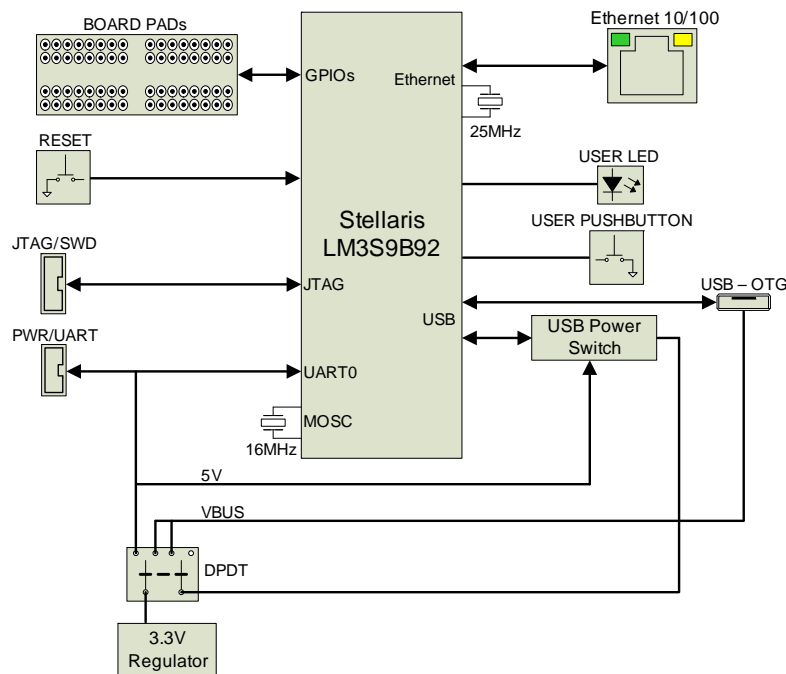 BOARD PADs
Ethernet 10/100
GPIOs
Ethernet
25MHz
RESET
USER LED
Stellaris
LM3S9B92
USER PUSHBUTTON
JTAG/SWD
JTAG
USB – OTG
USB
USB Power
Switch
PWR/UART
UART0
MOSC
16MHz
5V
VBUS
DPDT
3.3V
Regulator